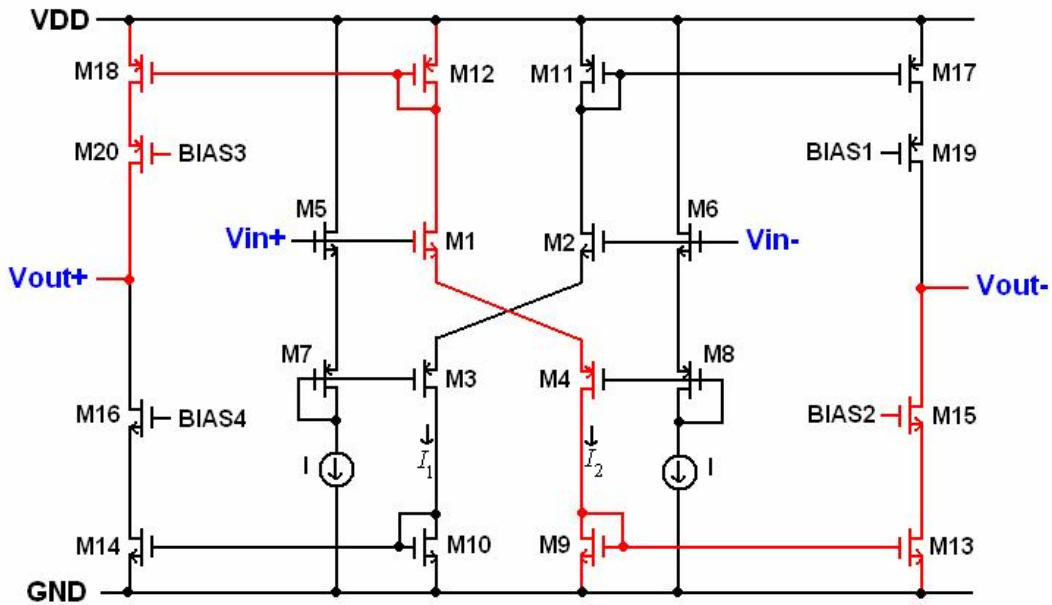 VDD
M18
M12
M11
M17
M20
BIAS3
BIAS1
M19
M5
M6
Vin+
M1
M2
Vin-
Vout+
Vout-
M7
M3
M4
M8
M16
BIAS4
BIAS2
M15
I
I1
I2
I
M14
M10
M9
M13
GND